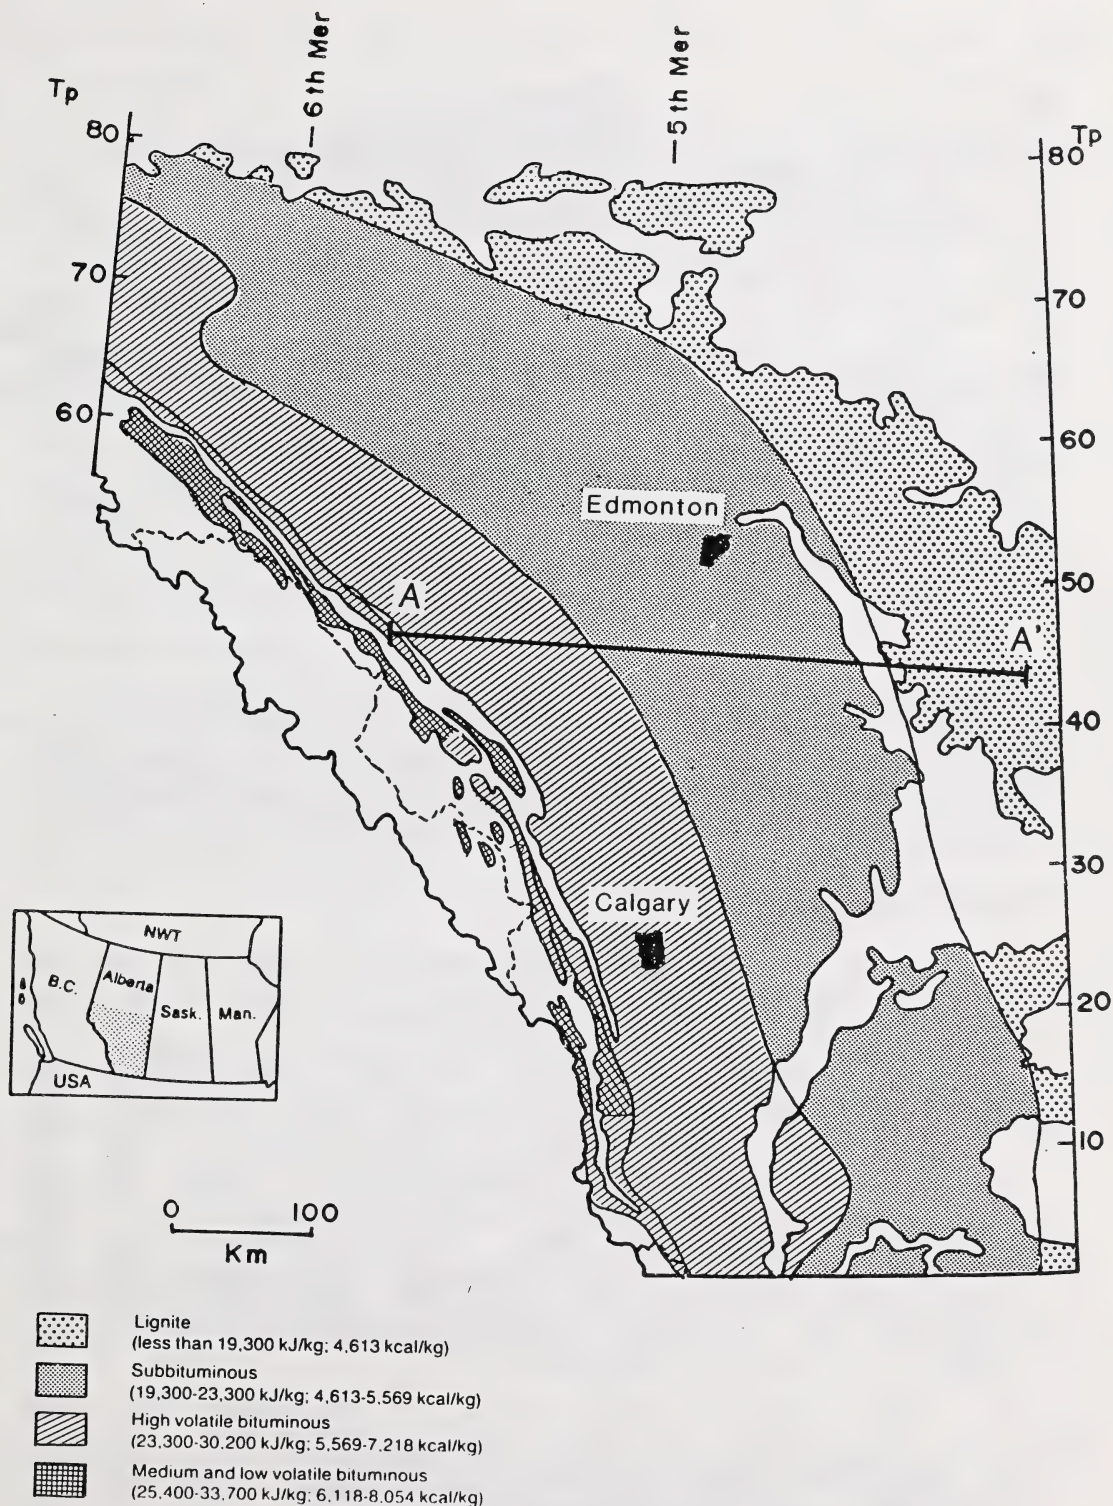 6th Mer
5th Mer
Tp
Tp
80
80
70
70
60
60
Edmonton
50
A
A'
40
30
Calgary
20
10
NWT
B.C.
Alberta
Sask.
Man.
USA
0 100
Km
Lignite
(less than 19,300 kJ/kg; 4,613 kcal/kg)
Subbituminous
(19,300-23,300 kJ/kg; 4,613-5,569 kcal/kg)
High volatile bituminous
(23,300-30,200 kJ/kg; 5,569-7,218 kcal/kg)
Medium and low volatile bituminous
(25,400-33,700 kJ/kg; 6,118-8,054 kcal/kg)